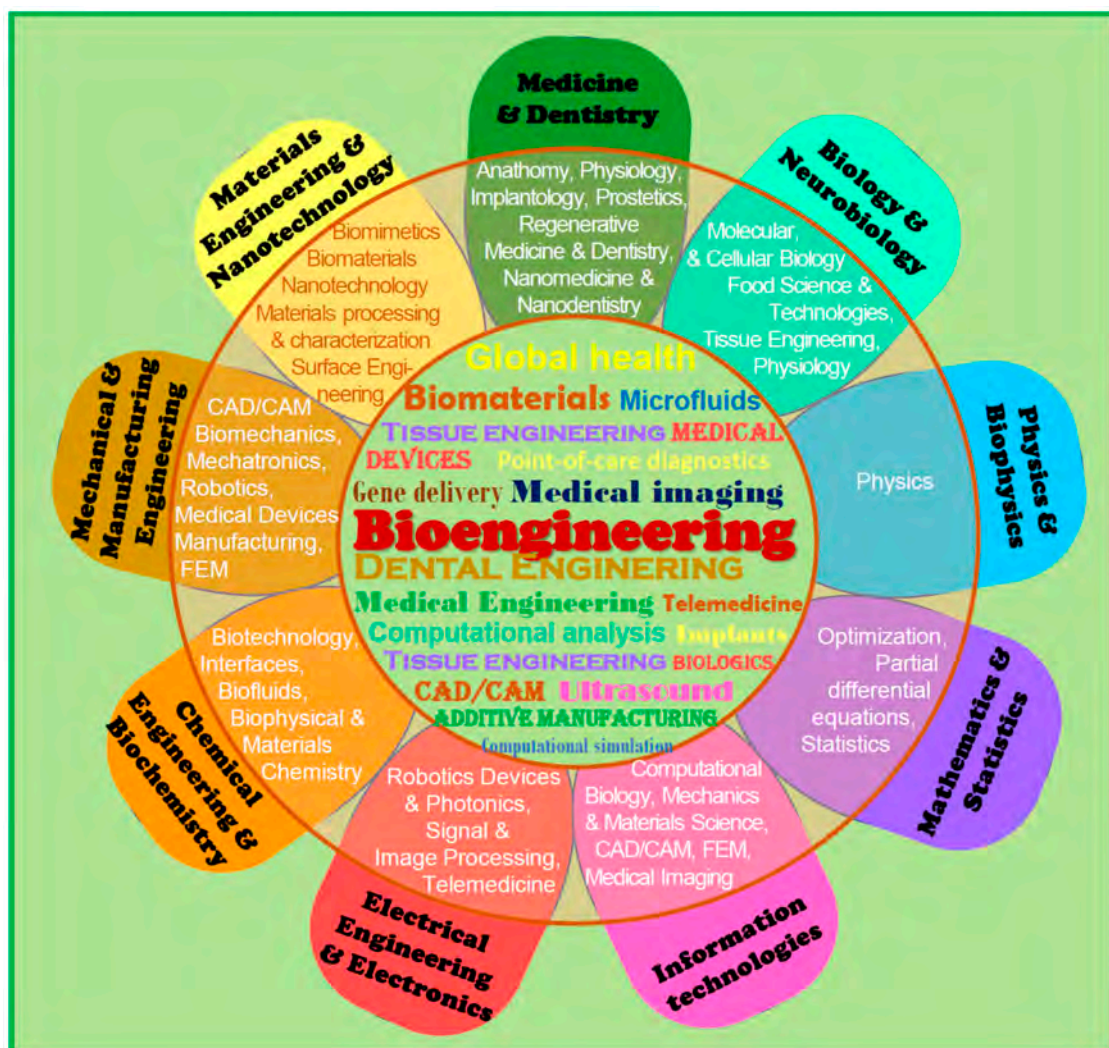 Medicine
& Dentistry
Anathomy, Physiology,
Implantology, Prostetics,
Regenerative
Medicine & Dentistry,
Nanomedicine &
Nanodentistry
Biology &
Neurobiology
Molecular,
& Cellular Biology
Food Science &
Technologies,
Tissue Engineering,
Physiology
Physics &
Biophysics
Physics
Mathematics &
Statistics
Optimization,
Partial
differential
equations,
Statistics
Information
technologies
Computational
Biology, Mechanics
& Materials Science,
CAD/CAM, FEM,
Medical Imaging
Electrical
Engineering
& Electronics
Robotics Devices
& Photonics,
Signal &
Image Processing,
Telemedicine
Chemical
Engineering &
Biochemistry
Biotechnology,
Interfaces,
Biofluids,
Biophysical &
Materials
Chemistry
Mechanical &
Manufacturing
Engineering
CAD/CAM
Biomechanics,
Mechatronics,
Robotics,
Medical Devices
Manufacturing,
FEM
Materials
Engineering &
Nanotechnology
Biomimetics
Biomaterials
Nanotechnology
Materials processing
& characterization
Surface Engi-
neering
Global health
Biomaterials Microfluids
TISSUE ENGINEERING MEDICAL
DEVICES Point-of-care diagnostics
Gene delivery Medical imaging
Bioengineering
DENTAL ENGINERING
Medical Engineering Telemedicine
Computational analysis Implants
TISSUE ENGINEERING BIOLOGICS
CAD/CAM Ultrasound
ADDITIVE MANUFACTURING
Computational simulation